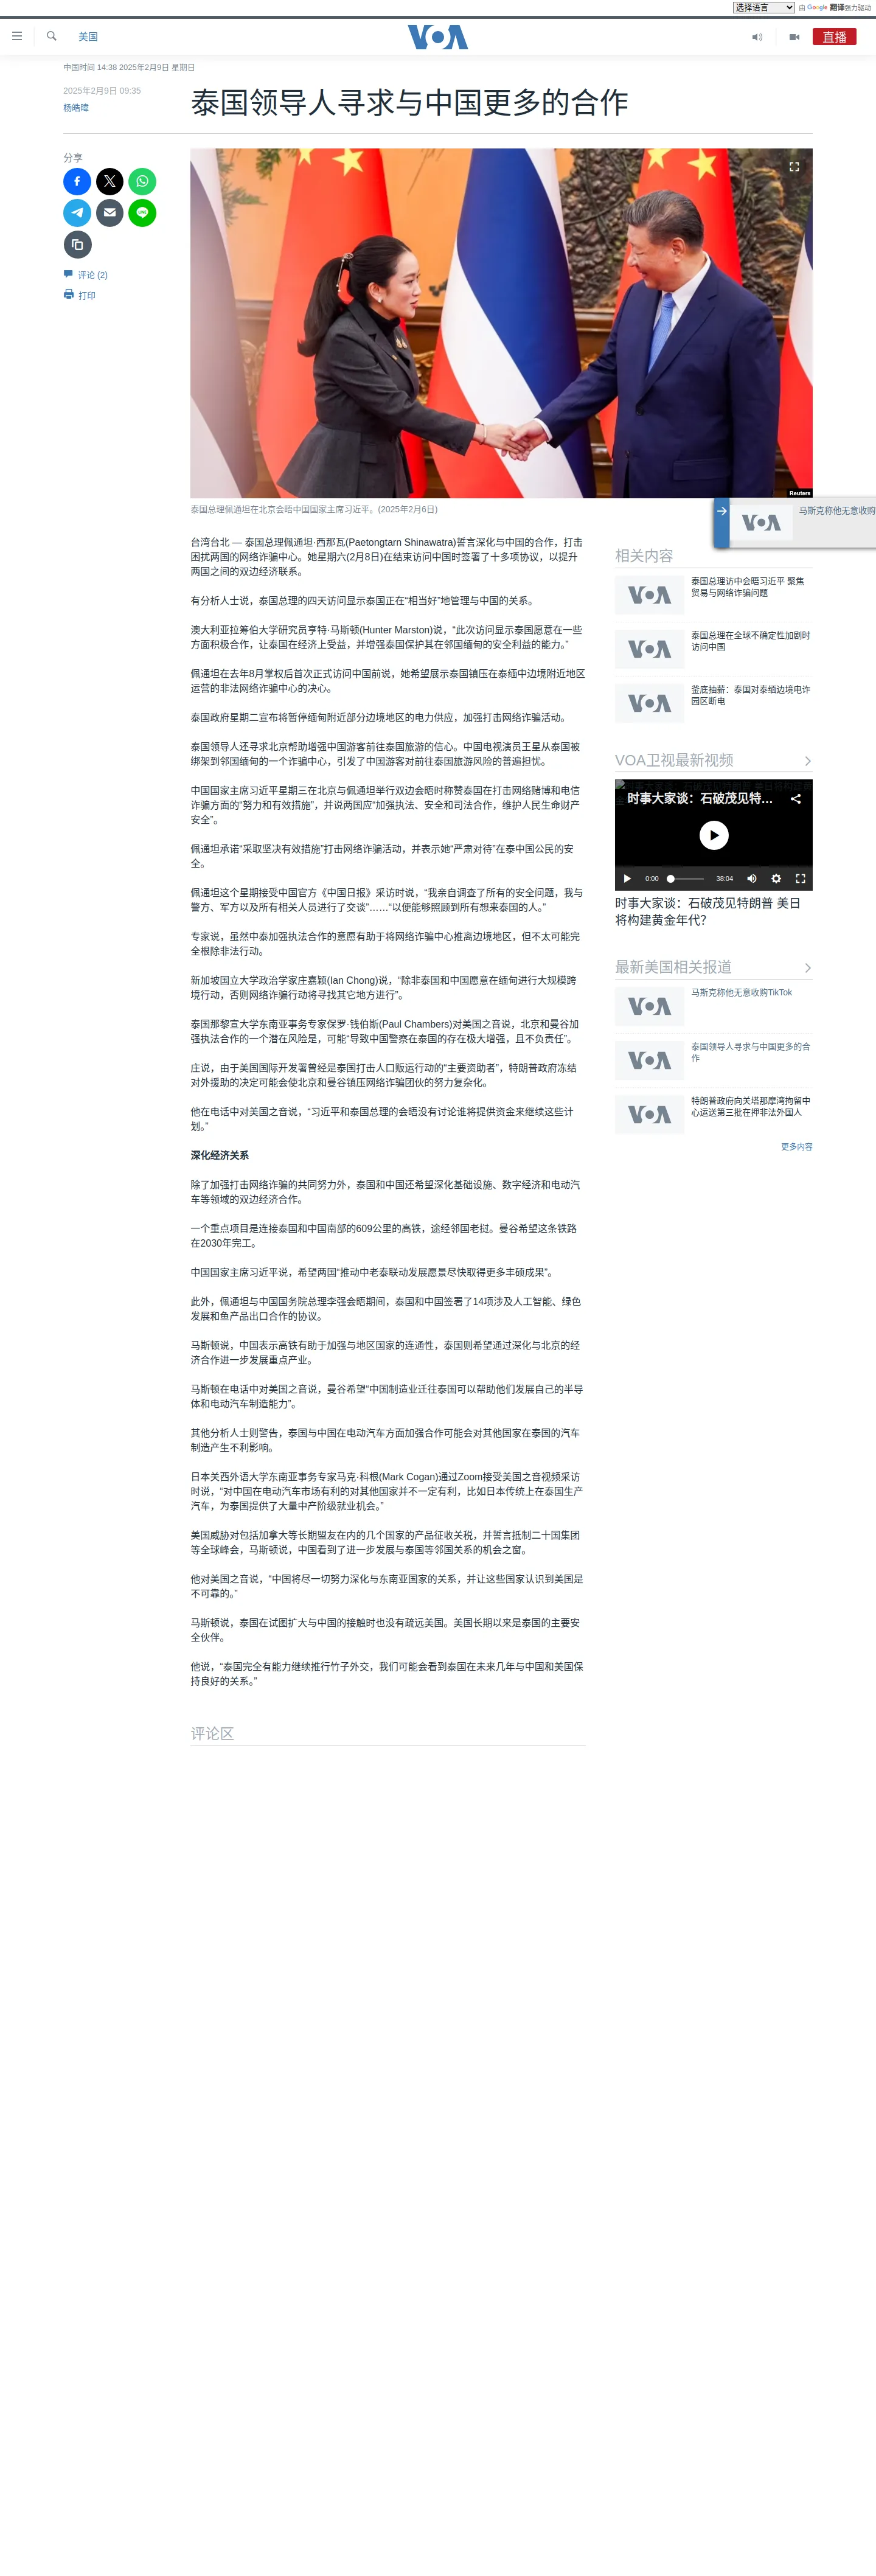 选择语言 由 Google 翻译强力驱动
美国
VOA
直播
中国时间 14:38 2025年2月9日 星期日
2025年2月9日 09:35
杨皓暐
泰国领导人寻求与中国更多的合作
分享
评论 (2)
打印
Reuters
泰国总理佩通坦在北京会晤中国国家主席习近平。(2025年2月6日)
台湾台北 — 泰国总理佩通坦·西那瓦(Paetongtarn Shinawatra)誓言深化与中国的合作，打击
困扰两国的网络诈骗中心。她星期六(2月8日)在结束访问中国时签署了十多项协议，以提升
两国之间的双边经济联系。
有分析人士说，泰国总理的四天访问显示泰国正在“相当好”地管理与中国的关系。
澳大利亚拉筹伯大学研究员亨特·马斯顿(Hunter Marston)说，“此次访问显示泰国愿意在一些
方面积极合作，让泰国在经济上受益，并增强泰国保护其在邻国缅甸的安全利益的能力。”
佩通坦在去年8月掌权后首次正式访问中国前说，她希望展示泰国镇压在泰缅中边境附近地区
运营的非法网络诈骗中心的决心。
泰国政府星期二宣布将暂停缅甸附近部分边境地区的电力供应，加强打击网络诈骗活动。
泰国领导人还寻求北京帮助增强中国游客前往泰国旅游的信心。中国电视演员王星从泰国被
绑架到邻国缅甸的一个诈骗中心，引发了中国游客对前往泰国旅游风险的普遍担忧。
中国国家主席习近平星期三在北京与佩通坦举行双边会晤时称赞泰国在打击网络赌博和电信
诈骗方面的“努力和有效措施”，并说两国应“加强执法、安全和司法合作，维护人民生命财产
安全”。
佩通坦承诺“采取坚决有效措施”打击网络诈骗活动，并表示她“严肃对待”在泰中国公民的安
全。
佩通坦这个星期接受中国官方《中国日报》采访时说，“我亲自调查了所有的安全问题，我与
警方、军方以及所有相关人员进行了交谈”……“以便能够照顾到所有想来泰国的人。”
专家说，虽然中泰加强执法合作的意愿有助于将网络诈骗中心推离边境地区，但不太可能完
全根除非法行动。
新加坡国立大学政治学家庄嘉颖(Ian Chong)说，“除非泰国和中国愿意在缅甸进行大规模跨
境行动，否则网络诈骗行动将寻找其它地方进行”。
泰国那黎宣大学东南亚事务专家保罗·钱伯斯(Paul Chambers)对美国之音说，北京和曼谷加
强执法合作的一个潜在风险是，可能“导致中国警察在泰国的存在极大增强，且不负责任”。
庄说，由于美国国际开发署曾经是泰国打击人口贩运行动的“主要资助者”，特朗普政府冻结
对外援助的决定可能会使北京和曼谷镇压网络诈骗团伙的努力复杂化。
他在电话中对美国之音说，“习近平和泰国总理的会晤没有讨论谁将提供资金来继续这些计
划。”
深化经济关系
除了加强打击网络诈骗的共同努力外，泰国和中国还希望深化基础设施、数字经济和电动汽
车等领域的双边经济合作。
一个重点项目是连接泰国和中国南部的609公里的高铁，途经邻国老挝。曼谷希望这条铁路
在2030年完工。
中国国家主席习近平说，希望两国“推动中老泰联动发展愿景尽快取得更多丰硕成果”。
此外，佩通坦与中国国务院总理李强会晤期间，泰国和中国签署了14项涉及人工智能、绿色
发展和鱼产品出口合作的协议。
马斯顿说，中国表示高铁有助于加强与地区国家的连通性，泰国则希望通过深化与北京的经
济合作进一步发展重点产业。
马斯顿在电话中对美国之音说，曼谷希望“中国制造业迁往泰国可以帮助他们发展自己的半导
体和电动汽车制造能力”。
其他分析人士则警告，泰国与中国在电动汽车方面加强合作可能会对其他国家在泰国的汽车
制造产生不利影响。
日本关西外语大学东南亚事务专家马克·科根(Mark Cogan)通过Zoom接受美国之音视频采访
时说，“对中国在电动汽车市场有利的对其他国家并不一定有利，比如日本传统上在泰国生产
汽车，为泰国提供了大量中产阶级就业机会。”
美国威胁对包括加拿大等长期盟友在内的几个国家的产品征收关税，并誓言抵制二十国集团
等全球峰会，马斯顿说，中国看到了进一步发展与泰国等邻国关系的机会之窗。
他对美国之音说，“中国将尽一切努力深化与东南亚国家的关系，并让这些国家认识到美国是
不可靠的。”
马斯顿说，泰国在试图扩大与中国的接触时也没有疏远美国。美国长期以来是泰国的主要安
全伙伴。
他说，“泰国完全有能力继续推行竹子外交，我们可能会看到泰国在未来几年与中国和美国保
持良好的关系。”
评论区
VOA
马斯克称他无意收购
相关内容
VOA
泰国总理访中会晤习近平 聚焦
贸易与网络诈骗问题
VOA
泰国总理在全球不确定性加剧时
访问中国
VOA
釜底抽薪：泰国对泰缅边境电诈
园区断电
VOA卫视最新视频
时事大家谈：石破茂见特...
0:00
38:04
时事大家谈：石破茂见特朗普 美日
将构建黄金年代？
最新美国相关报道
VOA
马斯克称他无意收购TikTok
VOA
泰国领导人寻求与中国更多的合
作
VOA
特朗普政府向关塔那摩湾拘留中
心运送第三批在押非法外国人
更多内容